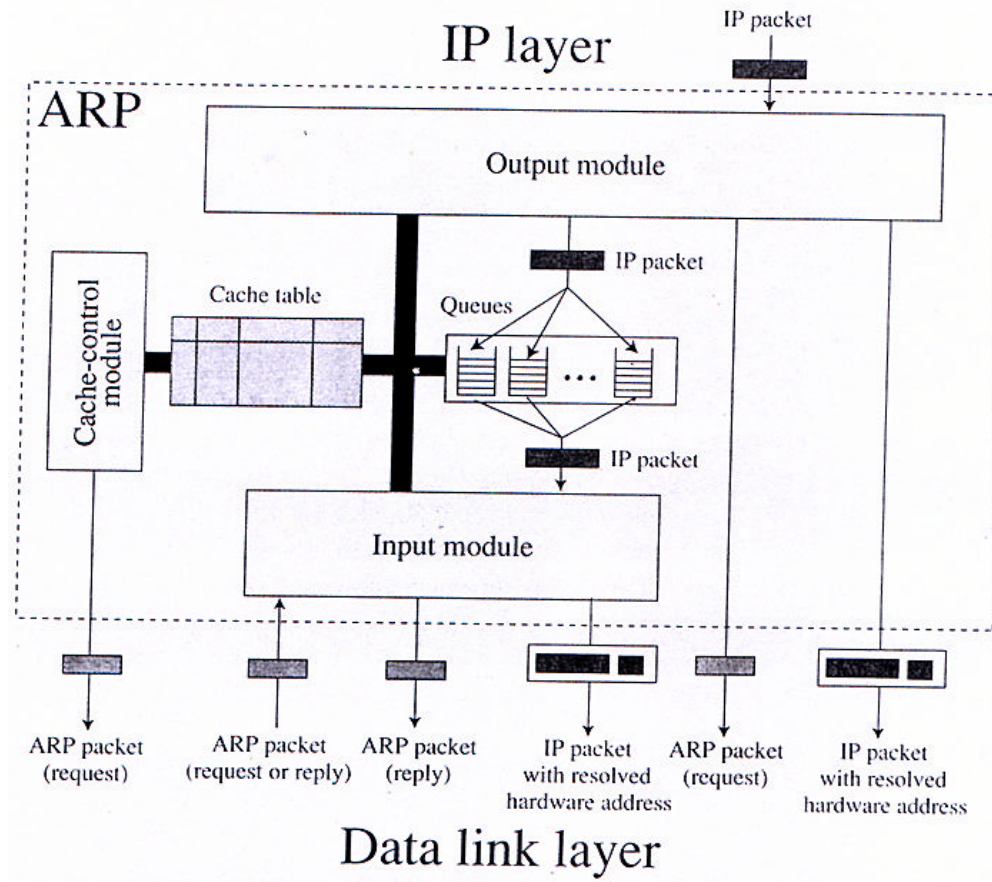 IP packet
IP layer
ARP
Output module
IP packet
Cache table
Queues
Cache-control
module
IP packet
Input module
ARP packet
(request)
ARP packet
(request or reply)
ARP packet
(reply)
IP packet
with resolved
hardware address
ARP packet
(request)
IP packet
with resolved
hardware address
Data link layer